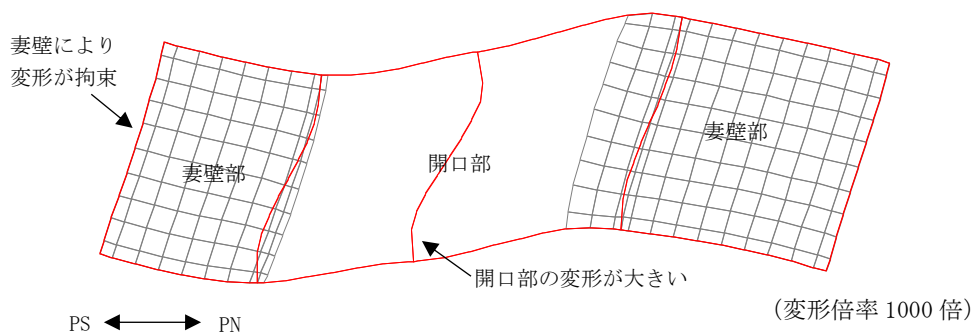 妻壁により
変形が拘束
妻壁部
妻壁部
開口部
開口部の変形が大きい
PS PN
(変形倍率 1000 倍)